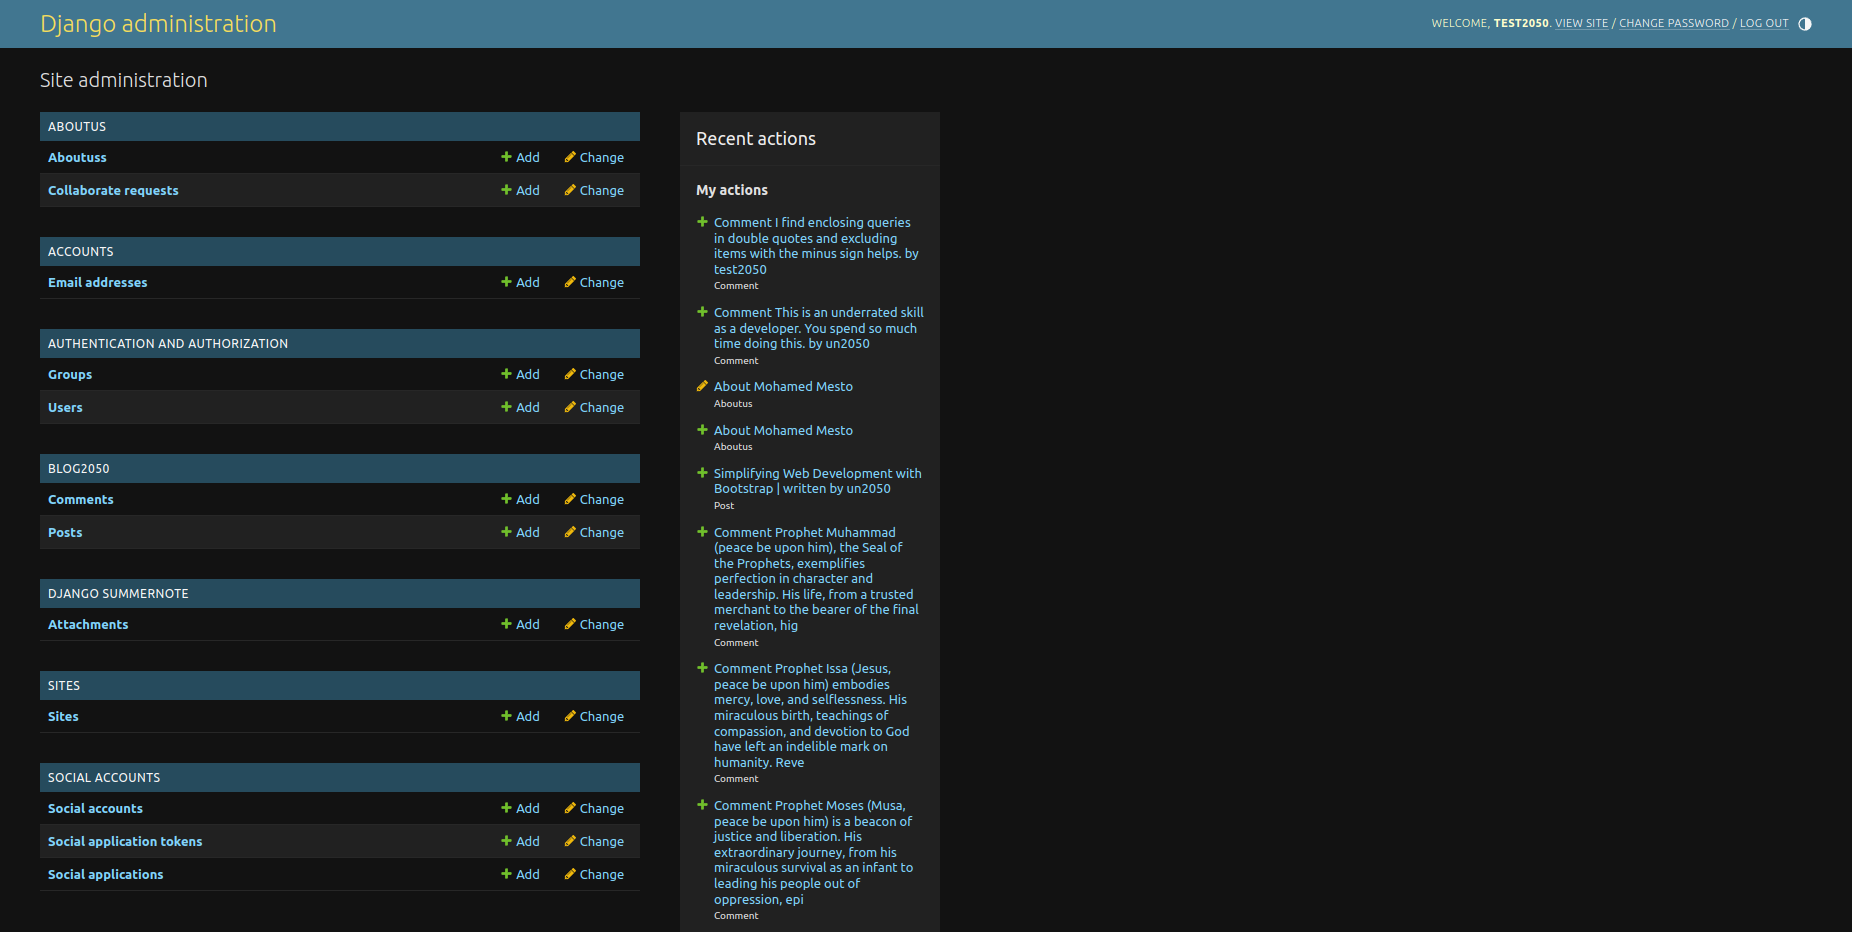 Django administration
WELCOME, TEST2050. VIEW SITE / CHANGE PASSWORD / LOG OUT
Site administration
ABOUTUS
Aboutuss Add Change
Collaborate requests Add Change
ACCOUNTS
Email addresses Add Change
AUTHENTICATION AND AUTHORIZATION
Groups Add Change
Users Add Change
BLOG2050
Comments Add Change
Posts Add Change
DJANGO SUMMERNOTE
Attachments Add Change
SITES
Sites Add Change
SOCIAL ACCOUNTS
Social accounts Add Change
Social application tokens Add Change
Social applications Add Change
Recent actions
My actions
Comment I find enclosing queries
in double quotes and excluding
items with the minus sign helps. by
test2050
Comment
Comment This is an underrated skill
as a developer. You spend so much
time doing this. by un2050
Comment
About Mohamed Mesto
Aboutus
About Mohamed Mesto
Aboutus
Simplifying Web Development with
Bootstrap | written by un2050
Post
Comment Prophet Muhammad
(peace be upon him), the Seal of
the Prophets, exemplifies
perfection in character and
leadership. His life, from a trusted
merchant to the bearer of the final
revelation, hig
Comment
Comment Prophet Issa (Jesus,
peace be upon him) embodies
mercy, love, and selflessness. His
miraculous birth, teachings of
compassion, and devotion to God
have left an indelible mark on
humanity. Reve
Comment
Comment Prophet Moses (Musa,
peace be upon him) is a beacon of
justice and liberation. His
extraordinary journey, from his
miraculous survival as an infant to
leading his people out of
oppression, epi
Comment